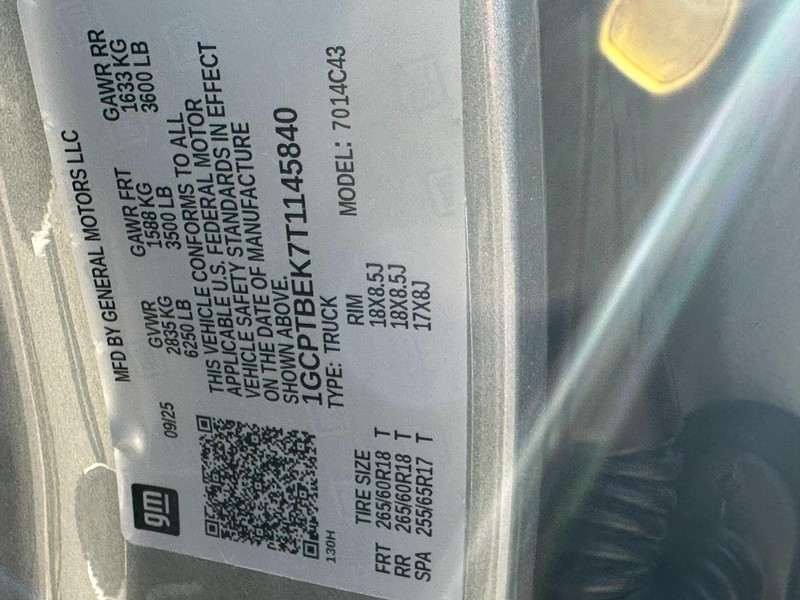 gm
09/25
MFD BY GENERAL MOTORS LLC
GVWR GAWR FRT GAWR RR
2835 KG 1588 KG 1633 KG
6250 LB 3500 LB 3600 LB
THIS VEHICLE CONFORMS TO ALL
APPLICABLE U.S. FEDERAL MOTOR
VEHICLE SAFETY STANDARDS IN EFFECT
ON THE DATE OF MANUFACTURE
SHOWN ABOVE.
1GCPTBEK7T1145840
TYPE: TRUCK MODEL: 7014C43
130H
TIRE SIZE RIM
FRT 265/60R18 T 18X8.5J
RR 265/60R18 T 18X8.5J
SPA 255/65R17 T 17X8J